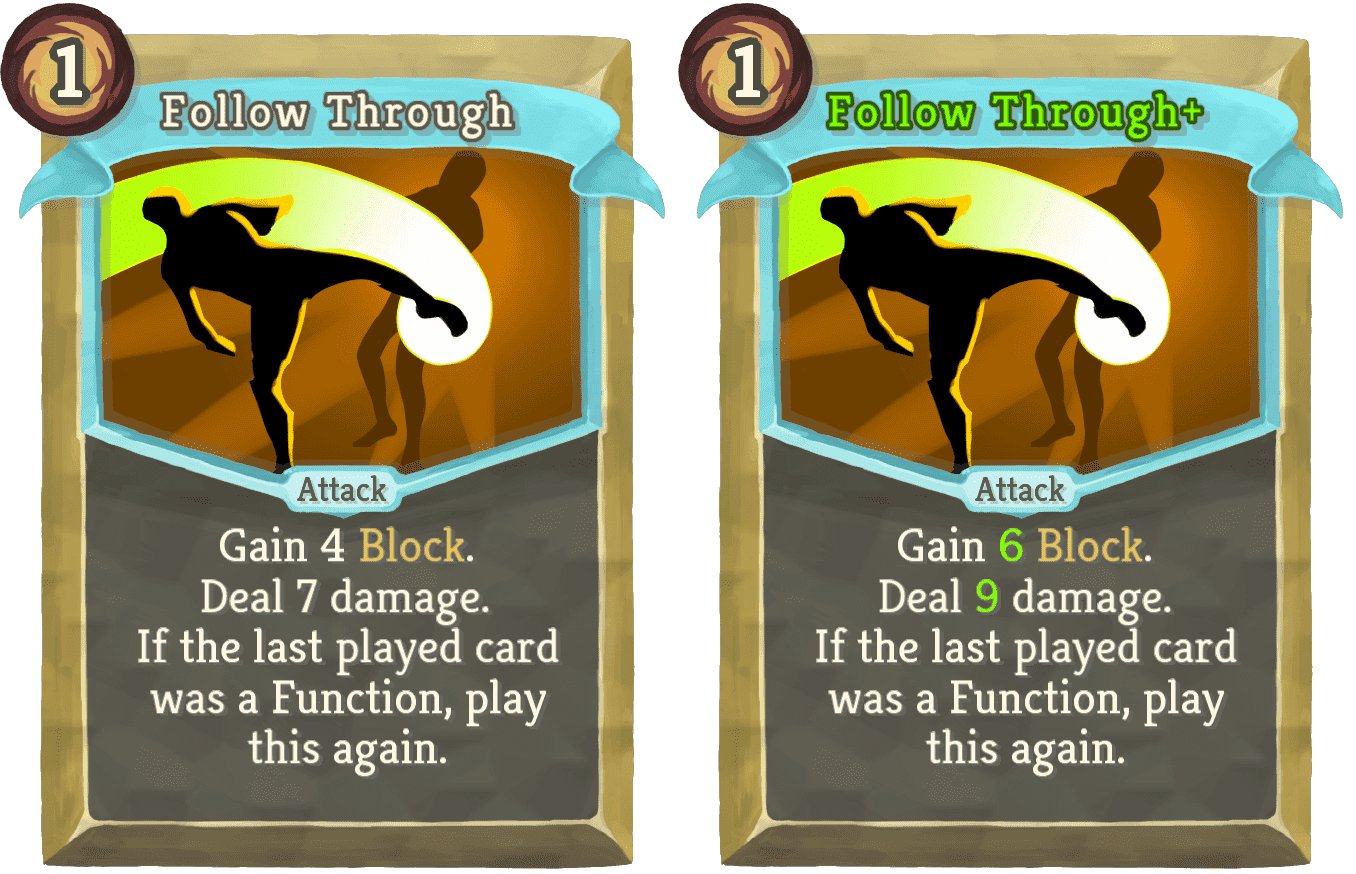 1
Follow Through
Attack
Gain 4 Block.
Deal 7 damage.
If the last played card
was a Function, play
this again.
1
Follow Through+
Attack
Gain 6 Block.
Deal 9 damage.
If the last played card
was a Function, play
this again.